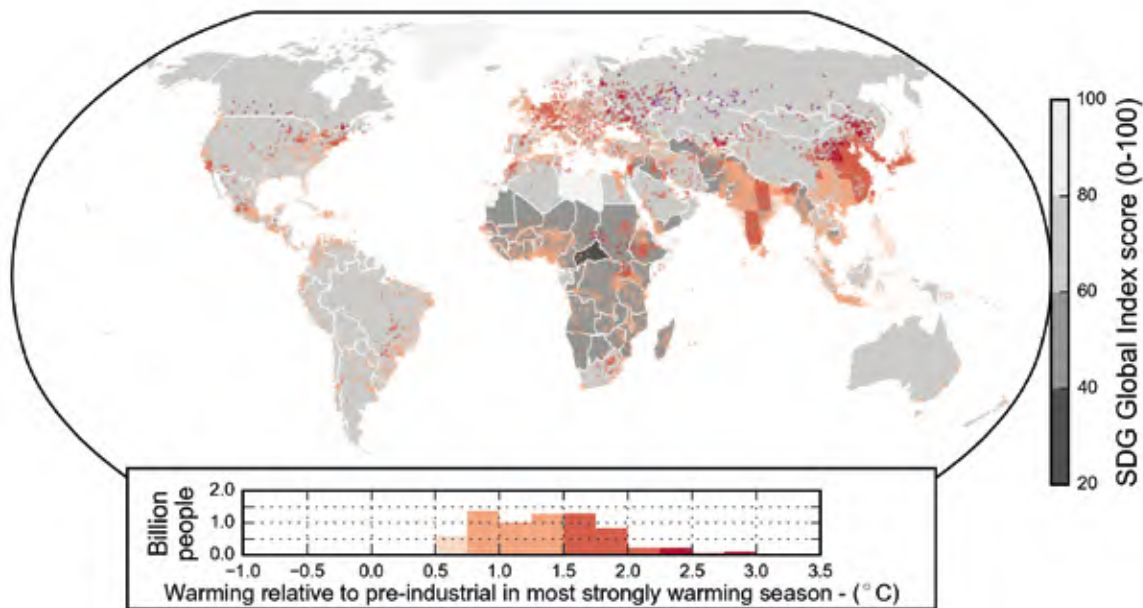 100
80
60
40
20
SDG Global Index score (0-100)
2.0
1.0
0.0
Billion
people
-1.0 -0.5 0.0 0.5 1.0 1.5 2.0 2.5 3.0 3.5
Warming relative to pre-industrial in most strongly warming season - (°C)